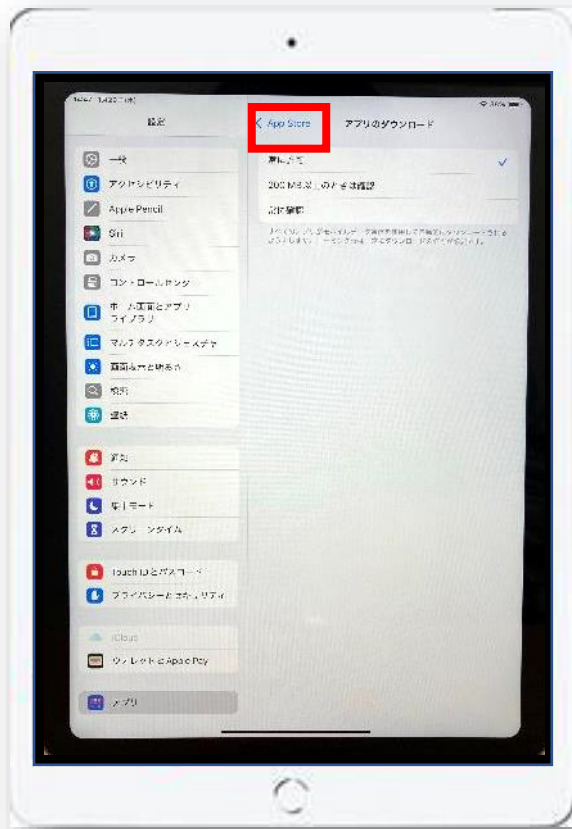 設定
一般
アクセシビリティ
Apple Pencil
Siri
カメラ
コントロールセンター
ホーム画面とアプリ
ライブラリ
マルチタスクとジェスチャ
画面表示と明るさ
検索
壁紙
通知
サウンド
集中モード
スクリーンタイム
Touch IDとパスコード
プライバシーとセキュリティ
iCloud
ウォレットとApple Pay
アプリ
App Store
アプリのダウンロード
常に許可
200 MB以上のときは確認
常に確認